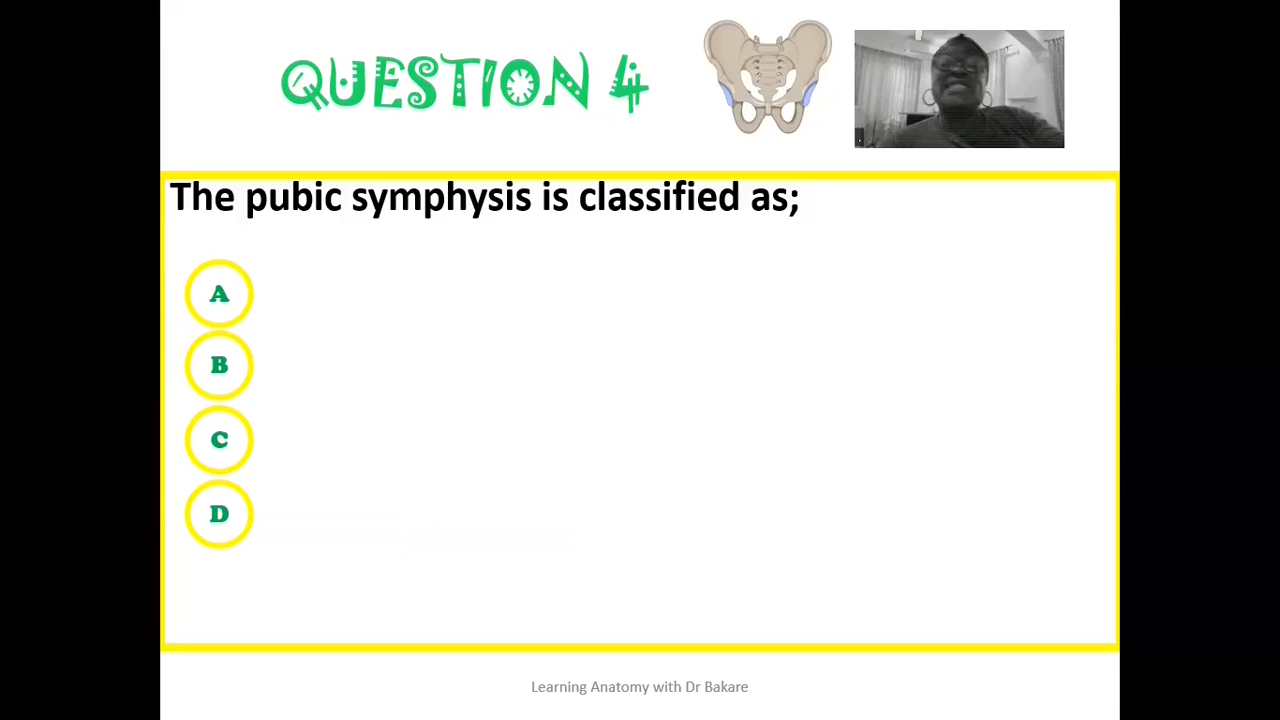 QUESTION 4
The pubic symphysis is classified as;
A
B
C
D
Learning Anatomy with Dr Bakare